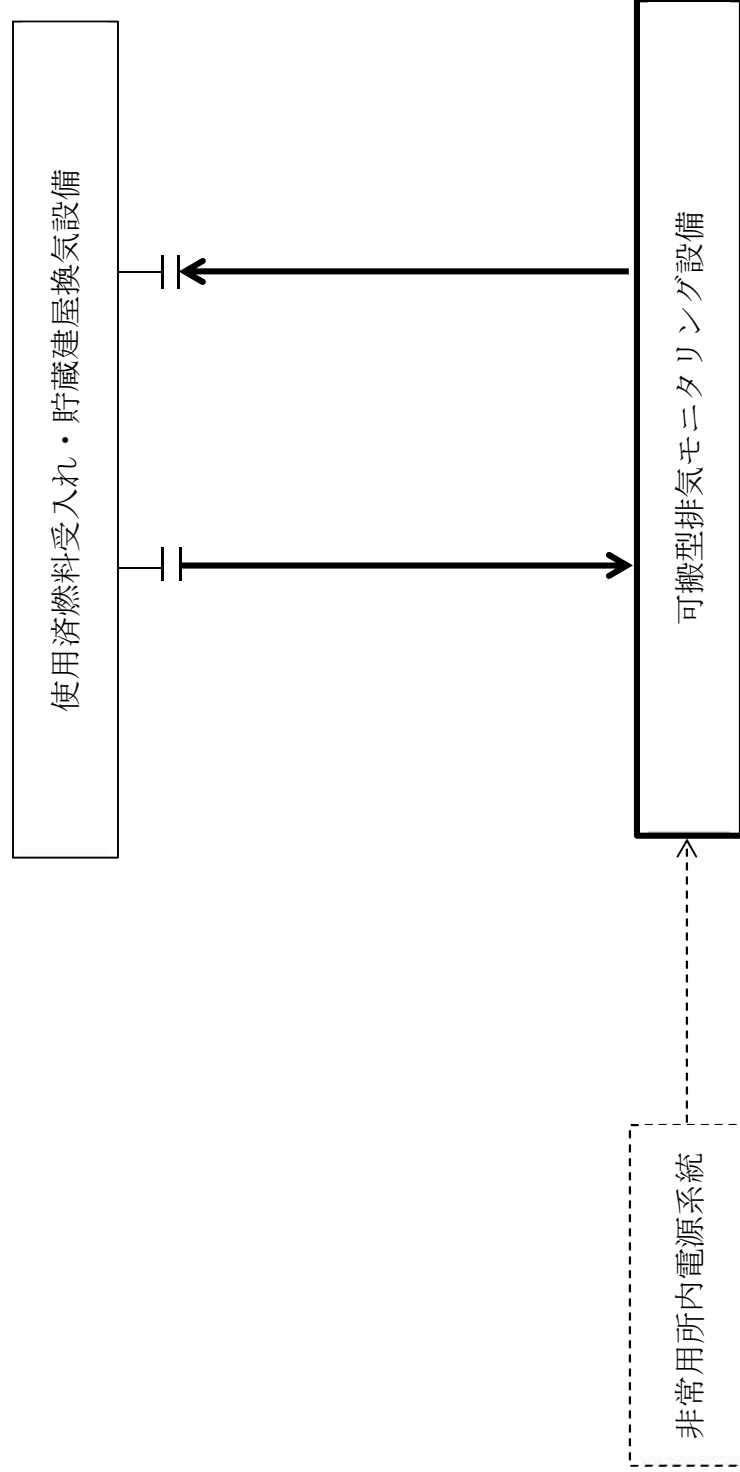 使用済燃料受入れ・貯蔵建屋換気設備
可搬型排気モニタリング設備
非常用所内電源系統